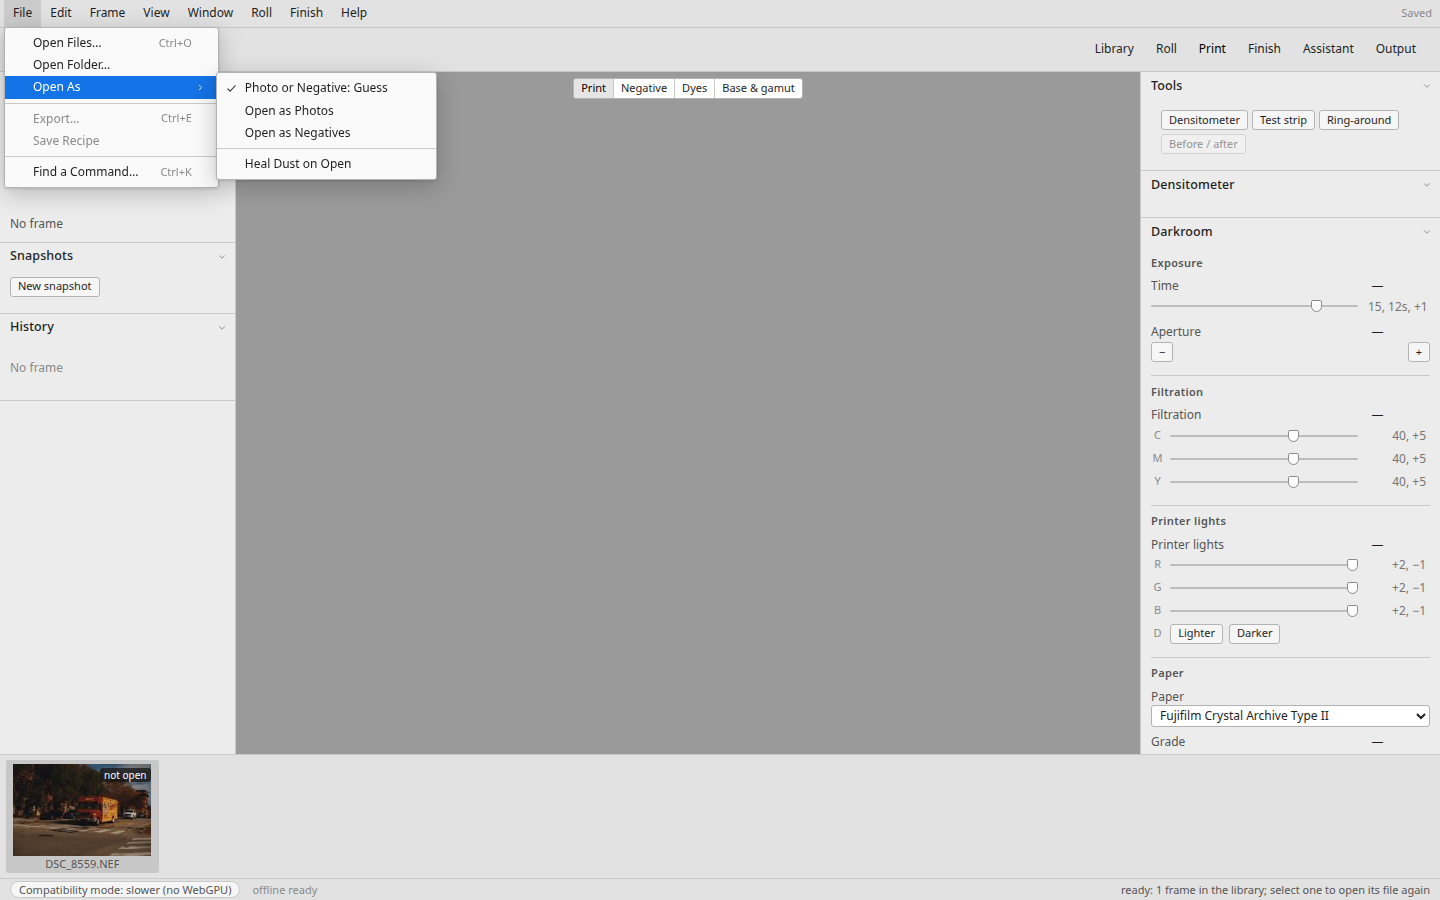 File Edit Frame View Window Roll Finish Help Saved
Library Roll Print Finish Assistant Output
Open Files... Ctrl+O
Open Folder...
Open As
Export... Ctrl+E
Save Recipe
Find a Command... Ctrl+K
Photo or Negative: Guess
Open as Photos
Open as Negatives
Heal Dust on Open
No frame
Snapshots
New snapshot
History
No frame
Print Negative Dyes Base & gamut
Tools
Densitometer Test strip Ring-around
Before / after
Densitometer
Darkroom
Exposure
Time —
15, 12s, +1
Aperture —
− +
Filtration
Filtration —
C 40, +5
M 40, +5
Y 40, +5
Printer lights
Printer lights —
R +2, −1
G +2, −1
B +2, −1
D Lighter Darker
Paper
Paper
Fujifilm Crystal Archive Type II
Grade —
not open
DSC_8559.NEF
Compatibility mode: slower (no WebGPU) offline ready ready: 1 frame in the library; select one to open its file again